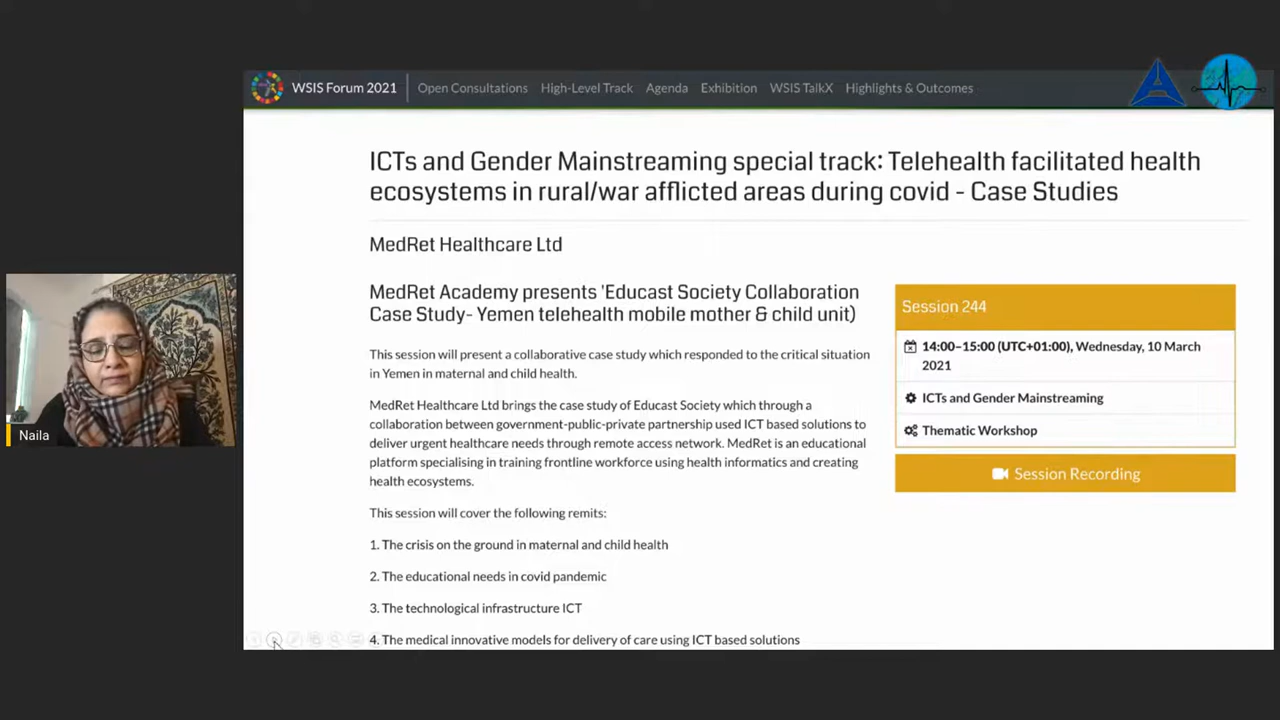 WSIS Forum 2021 Open Consultations High-Level Track Agenda Exhibition WSIS TalkX Highlights & Outcomes
ICTs and Gender Mainstreaming special track: Telehealth facilitated health
ecosystems in rural/war afflicted areas during covid - Case Studies
MedRet Healthcare Ltd
MedRet Academy presents 'Educast Society Collaboration
Case Study- Yemen telehealth mobile mother & child unit)
This session will present a collaborative case study which responded to the critical situation
in Yemen in maternal and child health.
MedRet Healthcare Ltd brings the case study of Educast Society which through a
collaboration between government-public-private partnership used ICT based solutions to
deliver urgent healthcare needs through remote access network. MedRet is an educational
platform specialising in training frontline workforce using health informatics and creating
health ecosystems.
This session will cover the following remits:
1. The crisis on the ground in maternal and child health
2. The educational needs in covid pandemic
3. The technological infrastructure ICT
4. The medical innovative models for delivery of care using ICT based solutions
Session 244
14:00–15:00 (UTC+01:00), Wednesday, 10 March
2021
ICTs and Gender Mainstreaming
Thematic Workshop
Session Recording
Naila